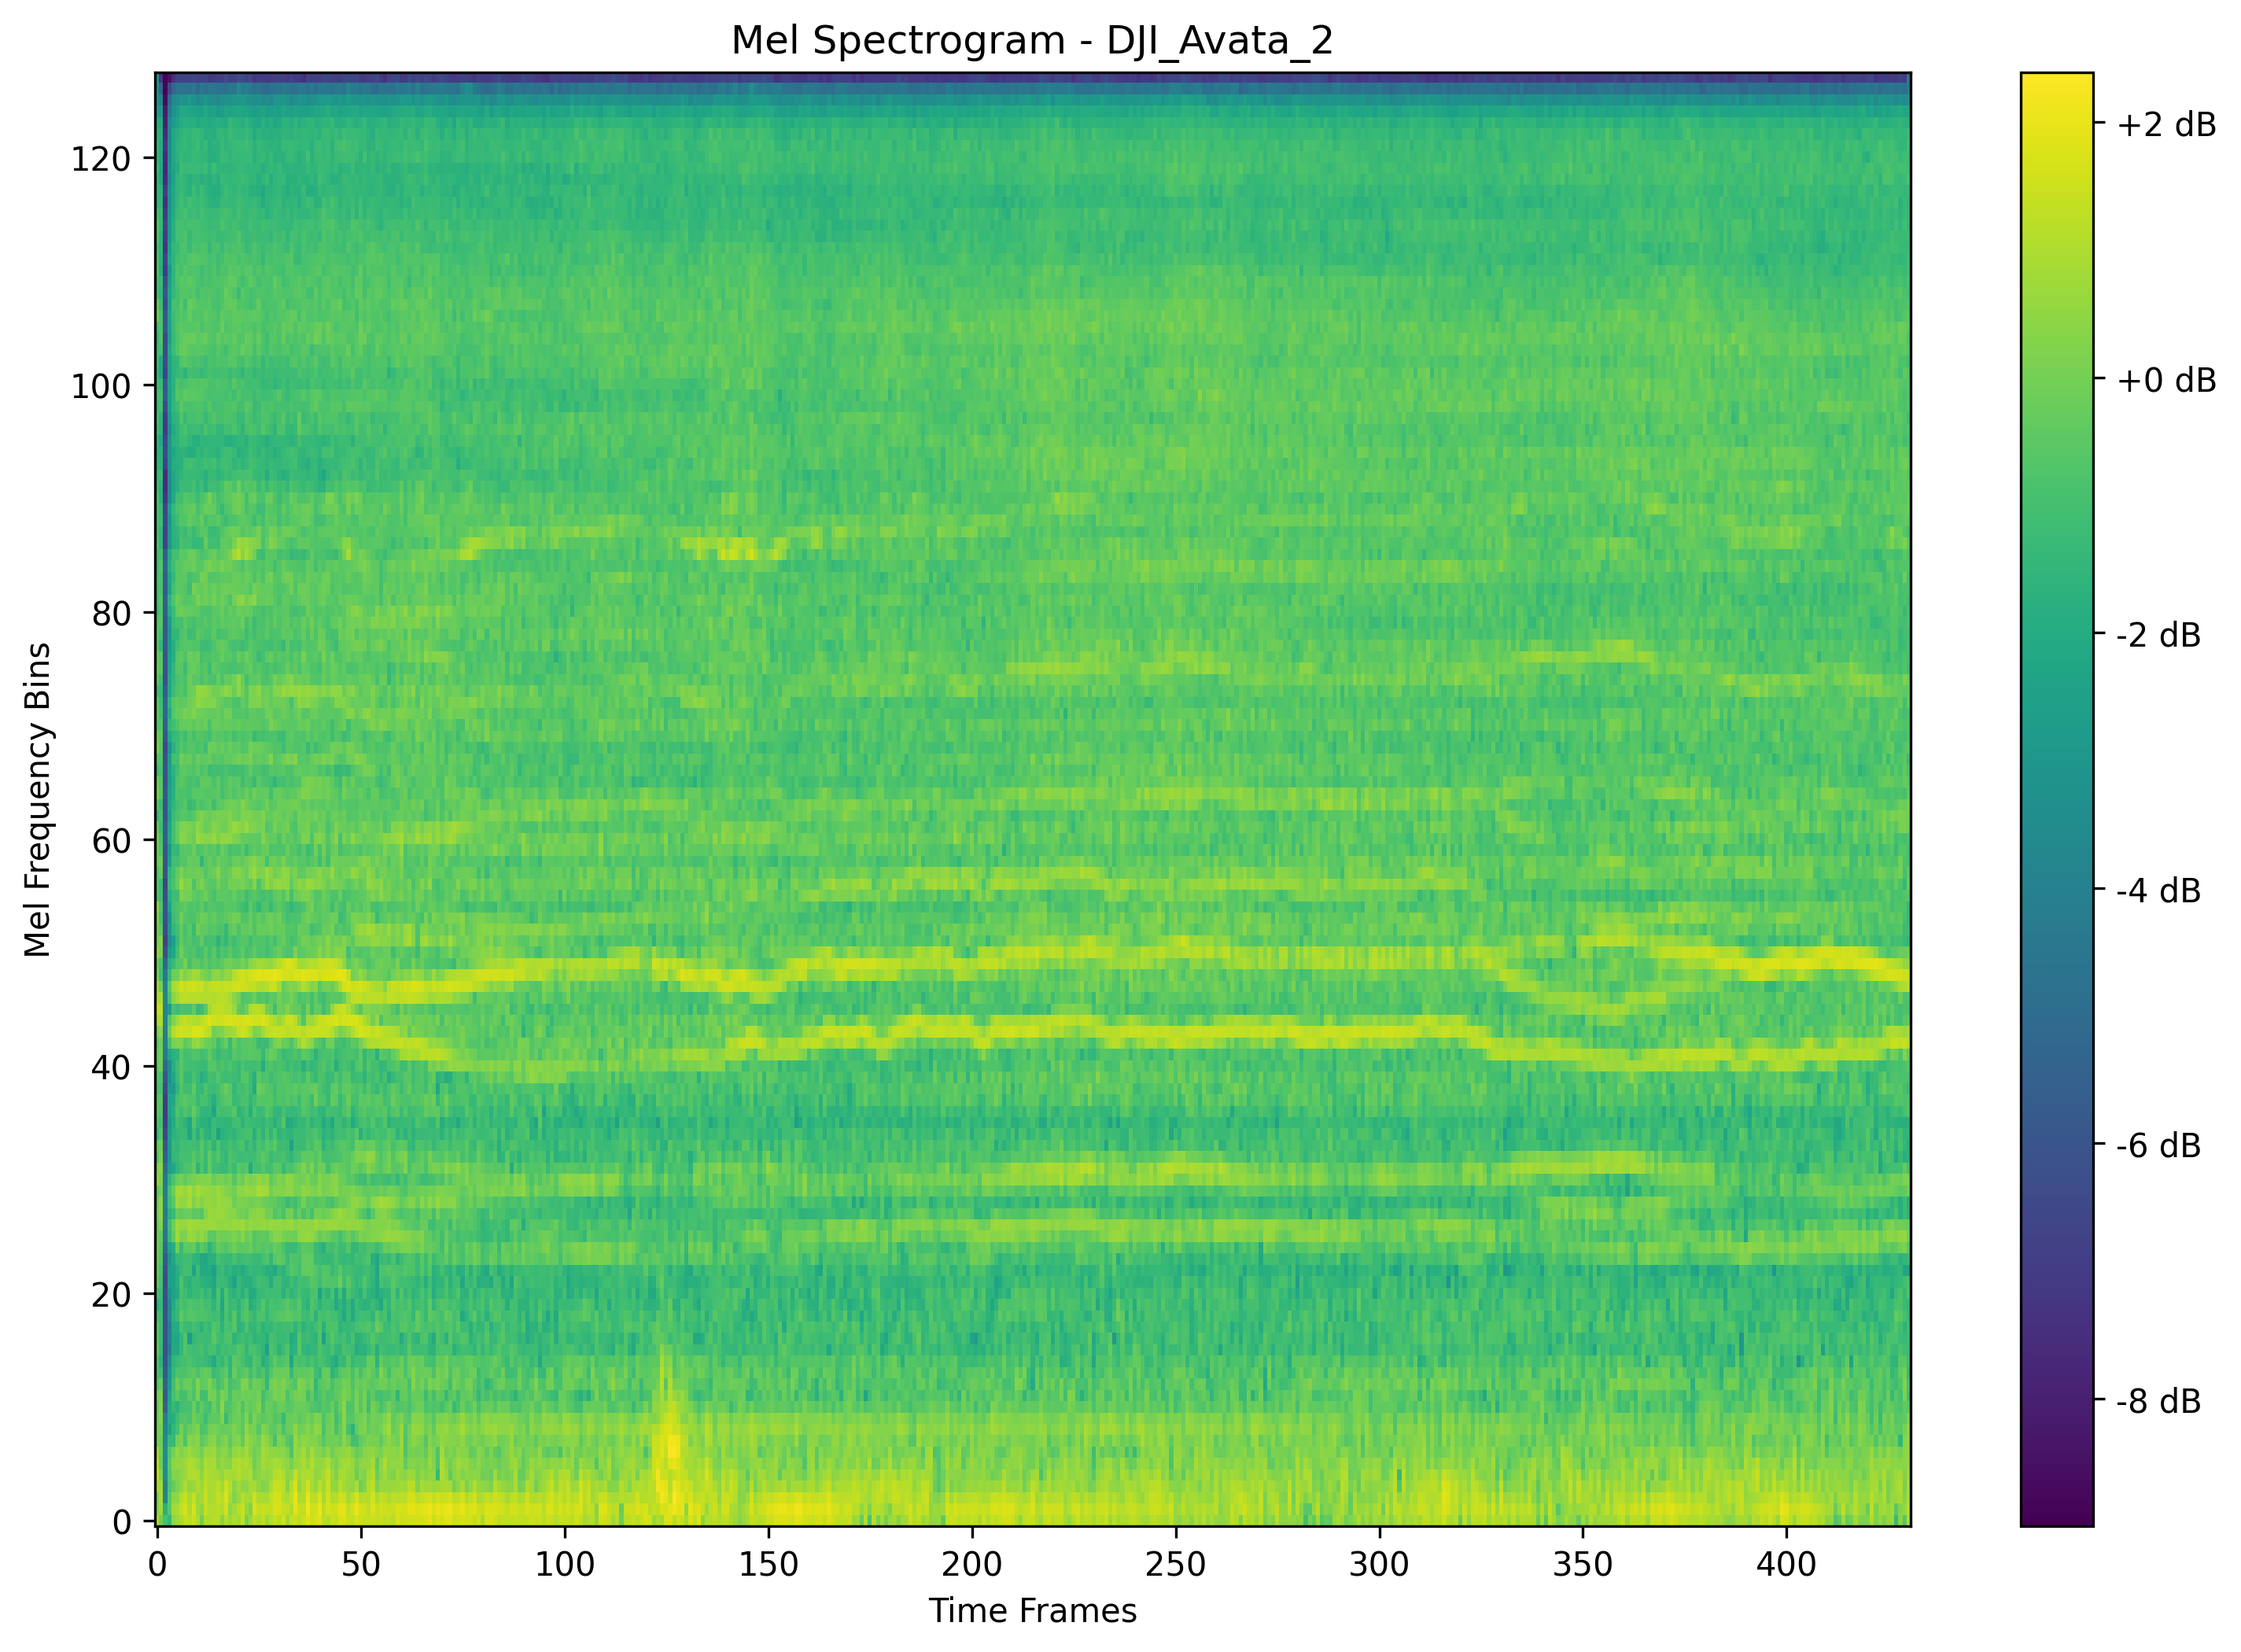 Mel Spectrogram - DJI_Avata_2
Mel Frequency Bins
120
100
80
60
40
20
0
0 50 100 150 200 250 300 350 400
Time Frames
+2 dB
+0 dB
-2 dB
-4 dB
-6 dB
-8 dB